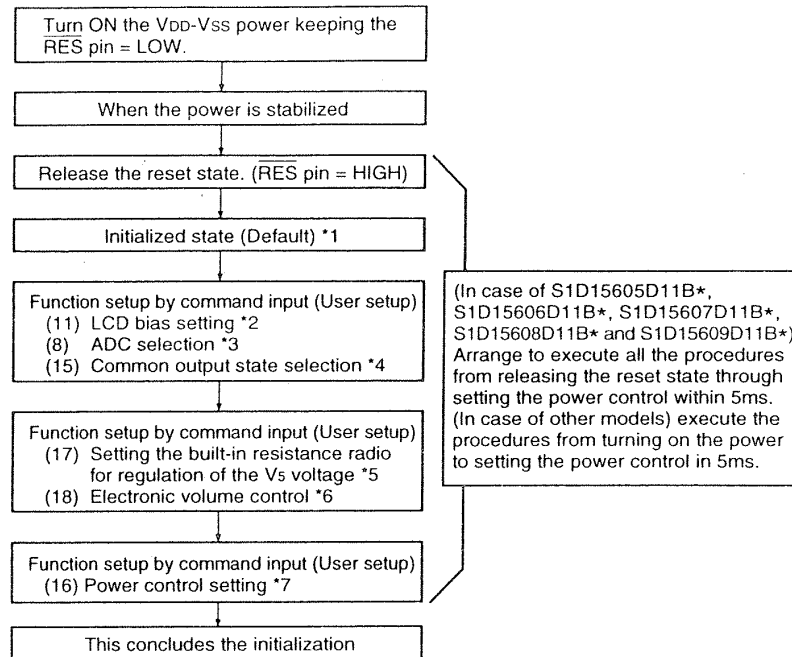 Turn ON the VDD-VSS power keeping the
RES pin = LOW.
When the power is stabilized
Release the reset state. (RES pin = HIGH)
Initialized state (Default) *1
Function setup by command input (User setup)
(11) LCD bias setting *2
(8) ADC selection *3
(15) Common output state selection *4
Function setup by command input (User setup)
(17) Setting the built-in resistance radio
for regulation of the V5 voltage *5
(18) Electronic volume control *6
Function setup by command input (User setup)
(16) Power control setting *7
This concludes the initialization
(In case of S1D15605D11B*,
S1D15606D11B*, S1D15607D11B*,
S1D15608D11B* and S1D15609D11B*)
Arrange to execute all the procedures
from releasing the reset state through
setting the power control within 5ms.
(In case of other models) execute the
procedures from turning on the power
to setting the power control in 5ms.